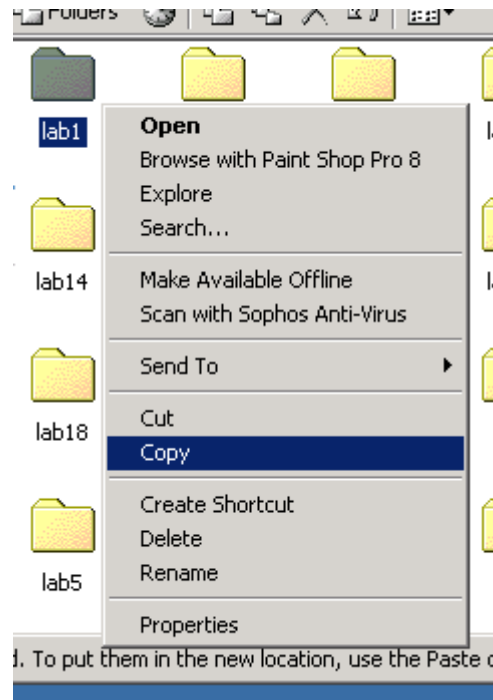 Folders
lab1
Open
Browse with Paint Shop Pro 8
Explore
Search...
lab14
Make Available Offline
Scan with Sophos Anti-Virus
Send To
lab18
Cut
Copy
Create Shortcut
Delete
lab5
Rename
Properties
To put them in the new location, use the Paste